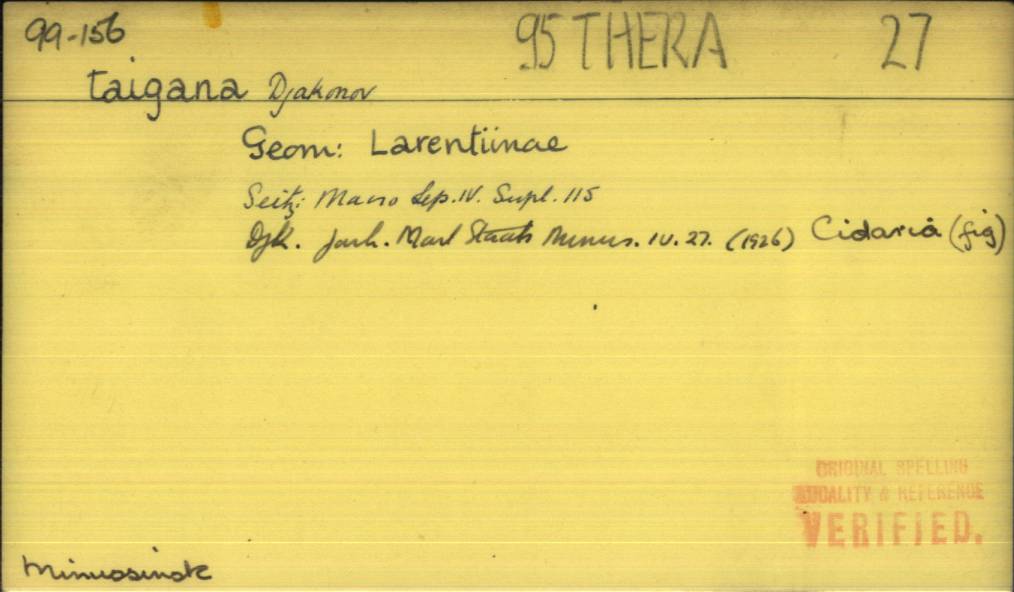 99-156
95 THERA 27
taigana Djakonov
Geom: Larentiinae
Seitz: Macro Lep. IV. Supl. 115
Djk. Jarh. Marl Staats Minus. IV. 27. (1926) Cidaria (fig)
ORIGINAL SPELLING
LOCALITY & REFERENCE
VERIFIED.
Minussinsk